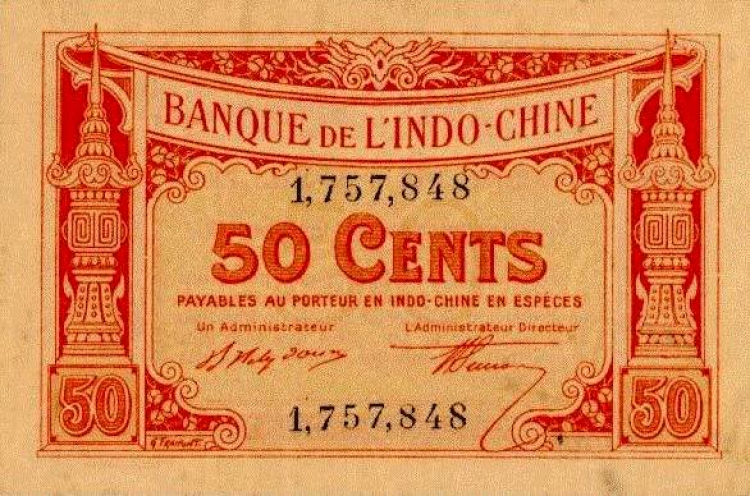 BANQUE DE L'INDO-CHINE
1,757,848
50 CENTS
PAYABLES AU PORTEUR EN INDO-CHINE EN ESPÈCES
Un Administrateur L'Administrateur Directeur
50 50
1,757,848